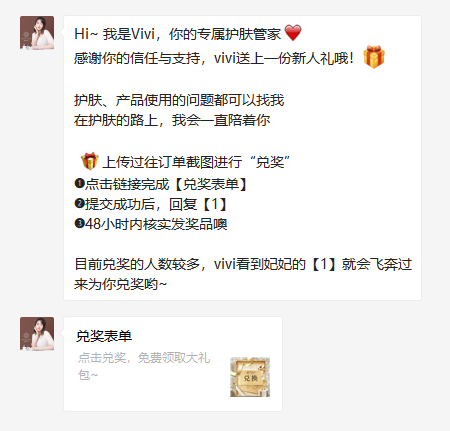 Hi~ 我是Vivi，你的专属护肤管家
感谢你的信任与支持，vivi送上一份新人礼哦！
护肤、产品使用的问题都可以找我
在护肤的路上，我会一直陪着你
上传过往订单截图进行“兑奖”
❶点击链接完成【兑奖表单】
❷提交成功后，回复【1】
❸48小时内核实发奖品噢
目前兑奖的人数较多，vivi看到妃妃的【1】就会飞奔过
来为你兑奖哟~
兑奖表单
点击兑奖，免费领取大礼
包~
兑换